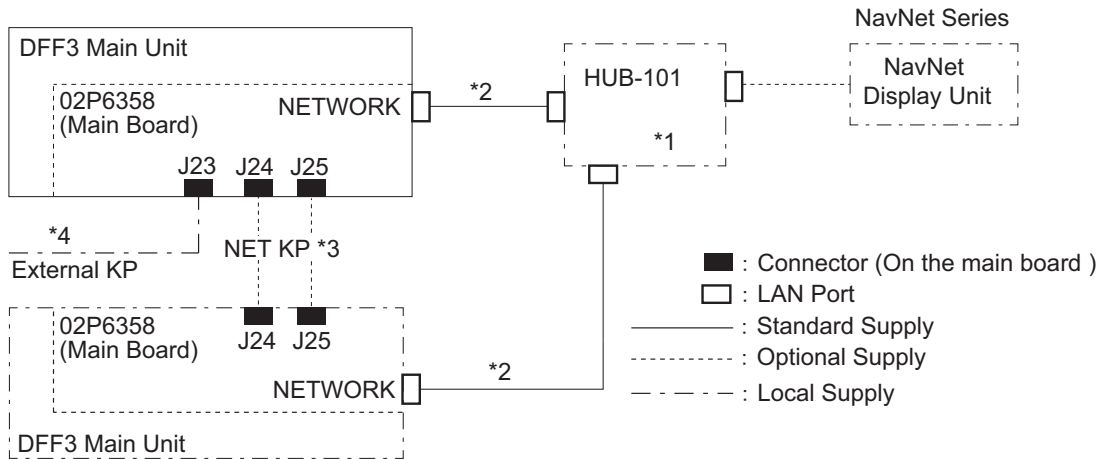 NavNet Series
DFF3 Main Unit
02P6358
(Main Board)
NETWORK
*2
HUB-101
*1
NavNet
Display Unit
J23 J24 J25
*4
External KP
NET KP *3
02P6358
(Main Board)
J24 J25
NETWORK
*2
DFF3 Main Unit
: Connector (On the main board )
: LAN Port
: Standard Supply
: Optional Supply
: Local Supply